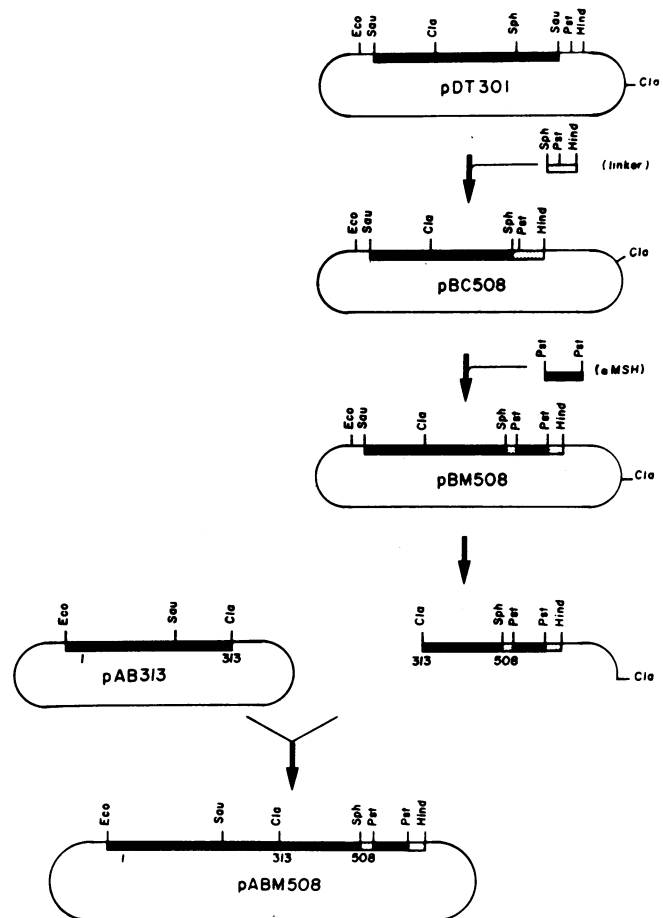 Eco Sau Cla Sph Sau Pst Hind
Cla
pDT301
Sph Pst Hind
(linker)
Eco Sau Cla Sph Pst Hind
Cla
pBC508
Pst Pst
(αMSH)
Eco Sau Cla Sph Pst Pst Hind
Cla
pBM508
Eco Sau Cla
1 313
pAB313
Cla Sph Pst Pst Hind
313 508
Cla
Eco Sau Cla Sph Pst Pst Hind
1 313 508
pABM508